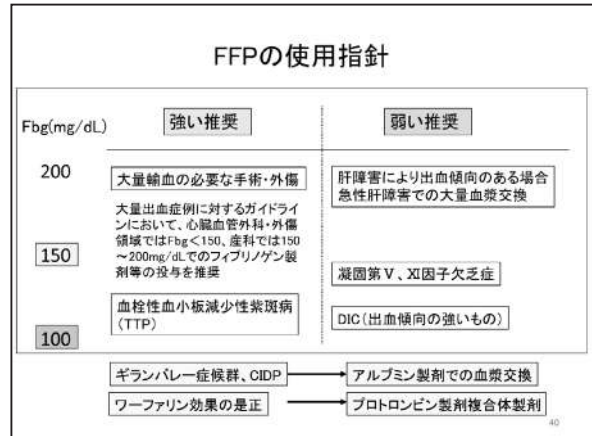 FFPの使用指針
Fbg(mg/dL)
強い推奨
弱い推奨
200
大量輸血の必要な手術・外傷
肝障害により出血傾向のある場合
急性肝障害での大量血漿交換
大量出血症例に対するガイドライ
ンにおいて、心臓血管外科・外傷
領域ではFbg<150、産科では150
~200mg/dLでのフィブリノゲン製
剤等の投与を推奨
150
凝固第Ⅴ、Ⅺ因子欠乏症
血栓性血小板減少性紫斑病
(TTP)
DIC(出血傾向の強いもの)
100
ギランバレー症候群、CIDP
アルブミン製剤での血漿交換
ワーファリン効果の是正
プロトロンビン製剤複合体製剤
40